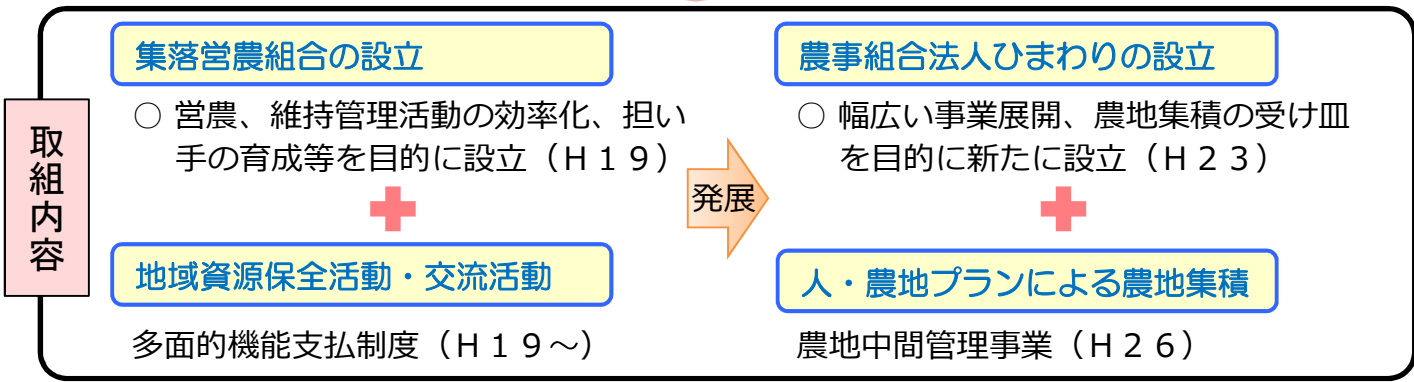 取組内容
集落営農組合の設立
○ 営農、維持管理活動の効率化、担い
手の育成等を目的に設立（Ｈ１９）
地域資源保全活動・交流活動
多面的機能支払制度（Ｈ１９～）
発展
農事組合法人ひまわりの設立
○ 幅広い事業展開、農地集積の受け皿
を目的に新たに設立（Ｈ２３）
人・農地プランによる農地集積
農地中間管理事業（Ｈ２６）